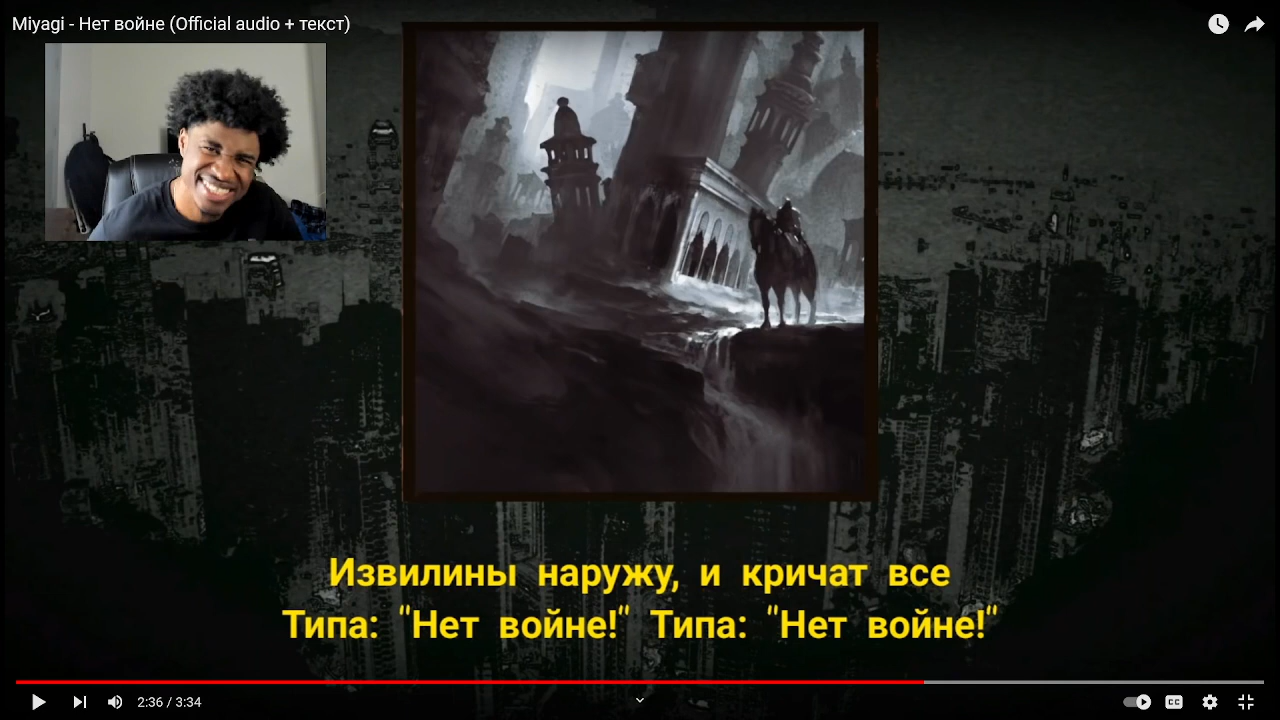 Miyagi - Нет войне (Official audio + текст)
Извилины наружу, и кричат все
Типа: "Нет войне!" Типа: "Нет войне!"
2:36 / 3:34
CC